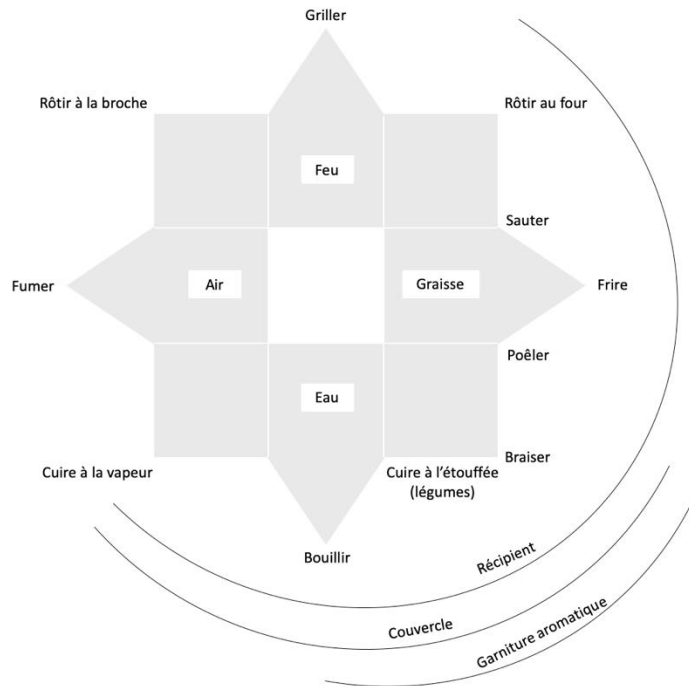 Griller
Rôtir à la broche
Rôtir au four
Feu
Sauter
Fumer
Air
Graisse
Frire
Poêler
Eau
Cuire à la vapeur
Cuire à l’étouffée
(légumes)
Braiser
Bouillir
Récipient
Couvercle
Garniture aromatique